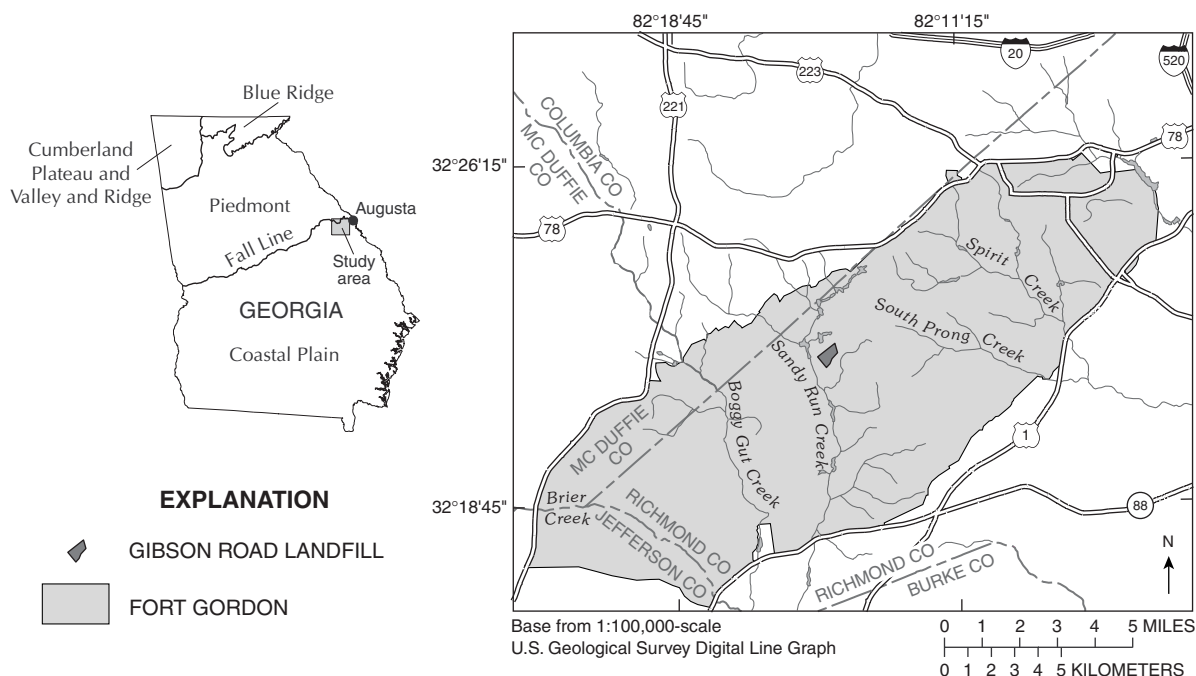 Blue Ridge
Cumberland
Plateau and
Valley and Ridge
Piedmont
Augusta
Fall Line
Study
area
GEORGIA
Coastal Plain
EXPLANATION
GIBSON ROAD LANDFILL
FORT GORDON
82°18'45"
82°11'15"
32°26'15"
32°18'45"
20
520
223
221
78
78
COLUMBIA CO
MC DUFFIE
CO
Spirit
Creek
South Prong Creek
Sandy Run Creek
Boggy Gut Creek
MC DUFFIE
CO
1
88
Brier
Creek
RICHMOND CO
JEFFERSON CO
RICHMOND CO
BURKE CO
N
Base from 1:100,000-scale
U.S. Geological Survey Digital Line Graph
0 1 2 3 4 5 MILES
0 1 2 3 4 5 KILOMETERS